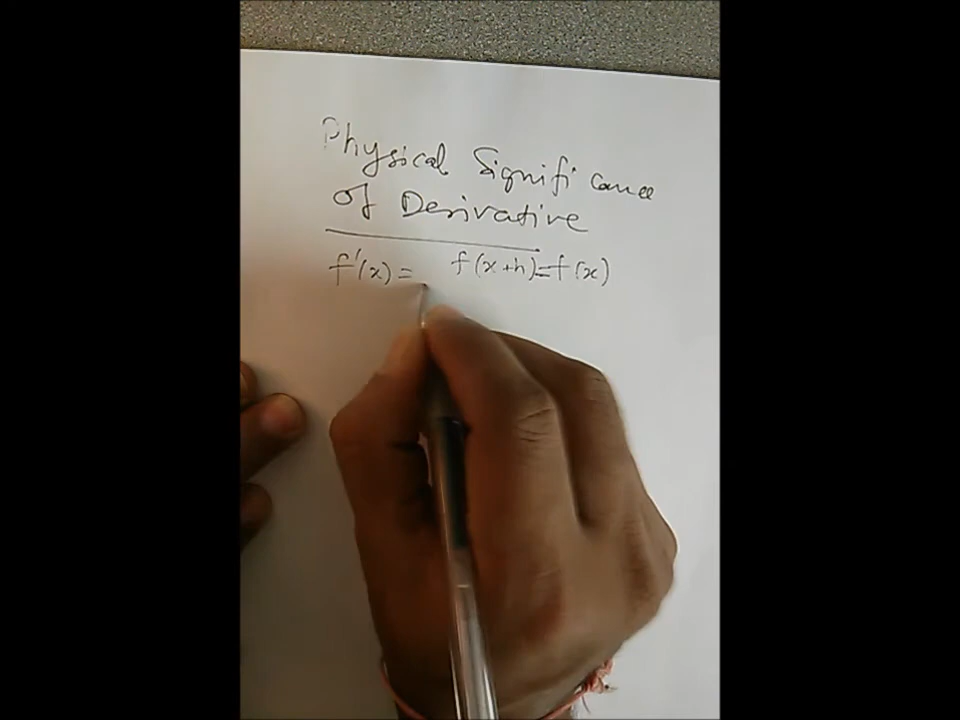 Physical Significance
of Derivative
f'(x) = f(x+h)=f(x)